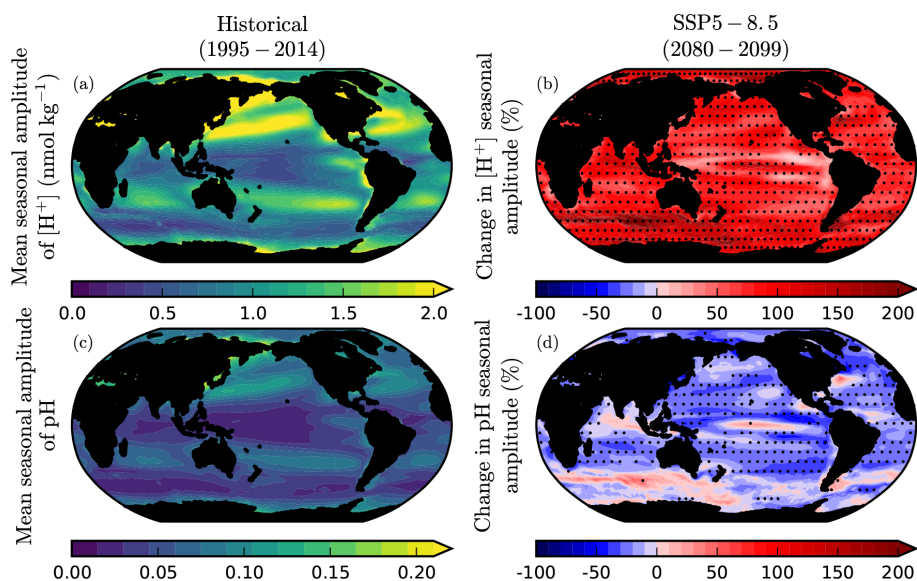 Historical
(1995 − 2014)
SSP5 − 8.5
(2080 − 2099)
Mean seasonal amplitude
of [H⁺] (nmol kg⁻¹)
(a)
0.0 0.5 1.0 1.5 2.0
Change in [H⁺] seasonal
amplitude (%)
(b)
-100 -50 0 50 100 150 200
Mean seasonal amplitude
of pH
(c)
0.00 0.05 0.10 0.15 0.20
Change in pH seasonal
amplitude (%)
(d)
-100 -50 0 50 100 150 200